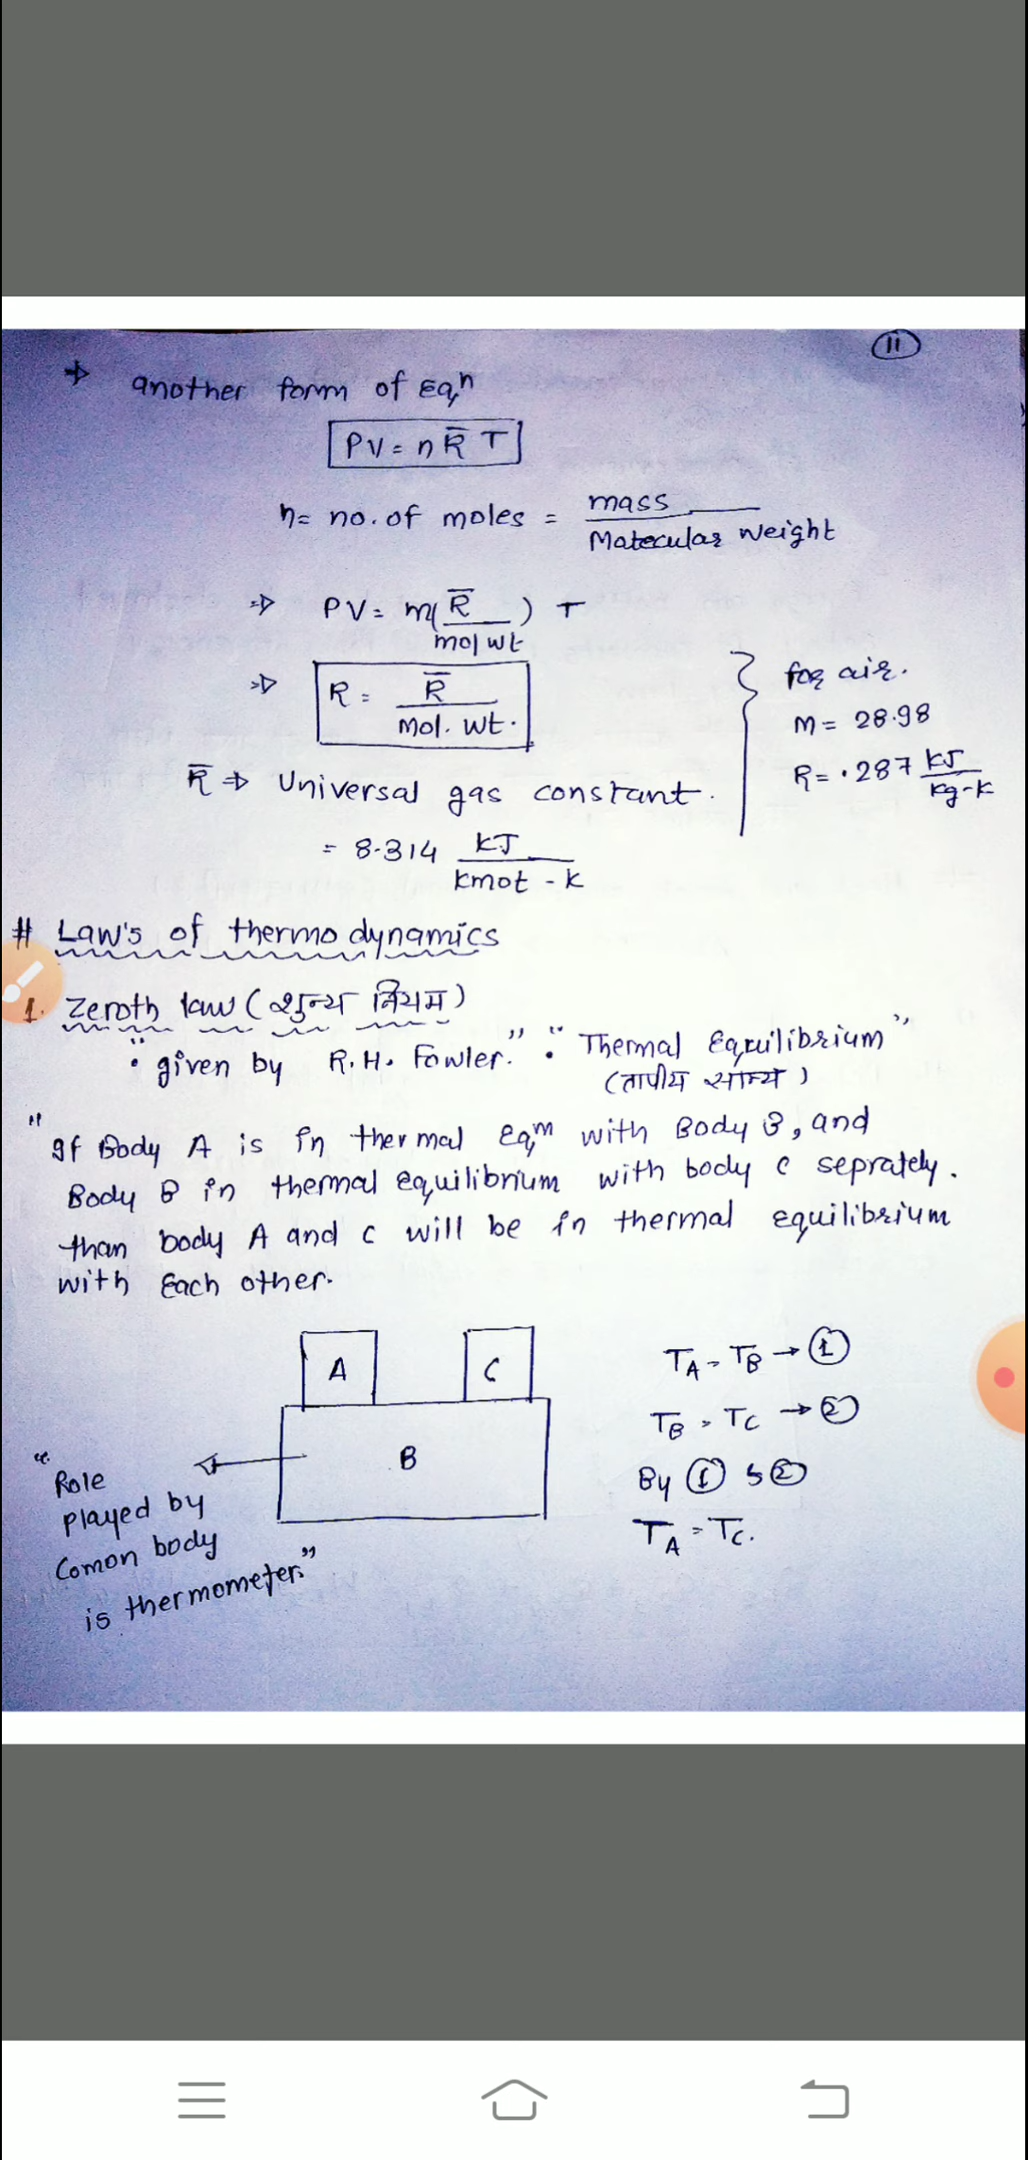 11
another form of Eqⁿ
PV = n R̅ T
n = no. of moles = mass / Matecular Weight
⇒ PV = m( R̅ / mol wt ) T
⇒ R = R̅ / Mol. Wt.
for air.
M = 28.98
R = .287 kJ / kg-k
R̅ ⇒ Universal gas constant.
= 8.314 kJ / kmot - k
# Law's of thermo dynamics
1. Zeroth law (शुन्य नियम)
" given by R.H. Fowler." : " Thermal Equilibrium "
(तापीय साम्य)
" If Body A is in thermal Eqᵐ with Body B, and
Body B in thermal equilibrium with body C seprately.
than body A and C will be in thermal equilibrium
with Each other.
A
C
B
TA = TB → ①
TB = TC → ②
By ① & ②
TA = TC.
" Role
played by
Comon body
is thermometer."